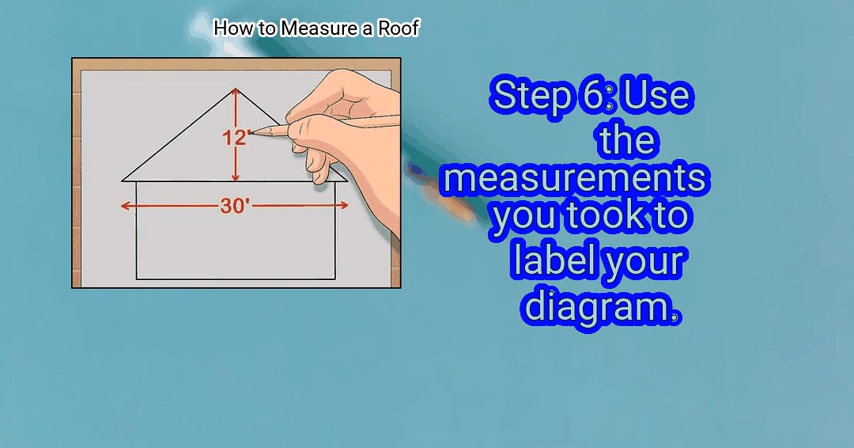 How to Measure a Roof
12'
30'
Step 6: Use
the
measurements
you took to
label your
diagram.